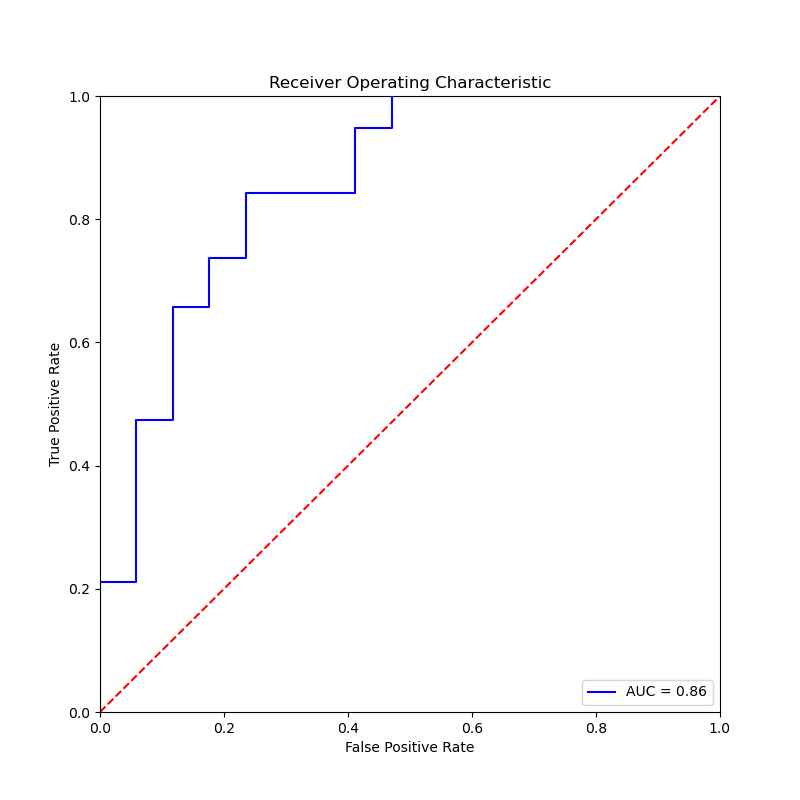 Receiver Operating Characteristic
1.0
0.8
0.6
0.4
0.2
0.0
True Positive Rate
AUC = 0.86
0.0 0.2 0.4 0.6 0.8 1.0
False Positive Rate